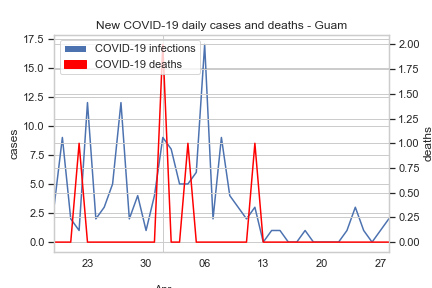 New COVID-19 daily cases and deaths - Guam
COVID-19 infections
COVID-19 deaths
cases
17.5
15.0
12.5
10.0
7.5
5.0
2.5
0.0
deaths
2.00
1.75
1.50
1.25
1.00
0.75
0.50
0.25
0.00
23 30 06 13 20 27
Apr